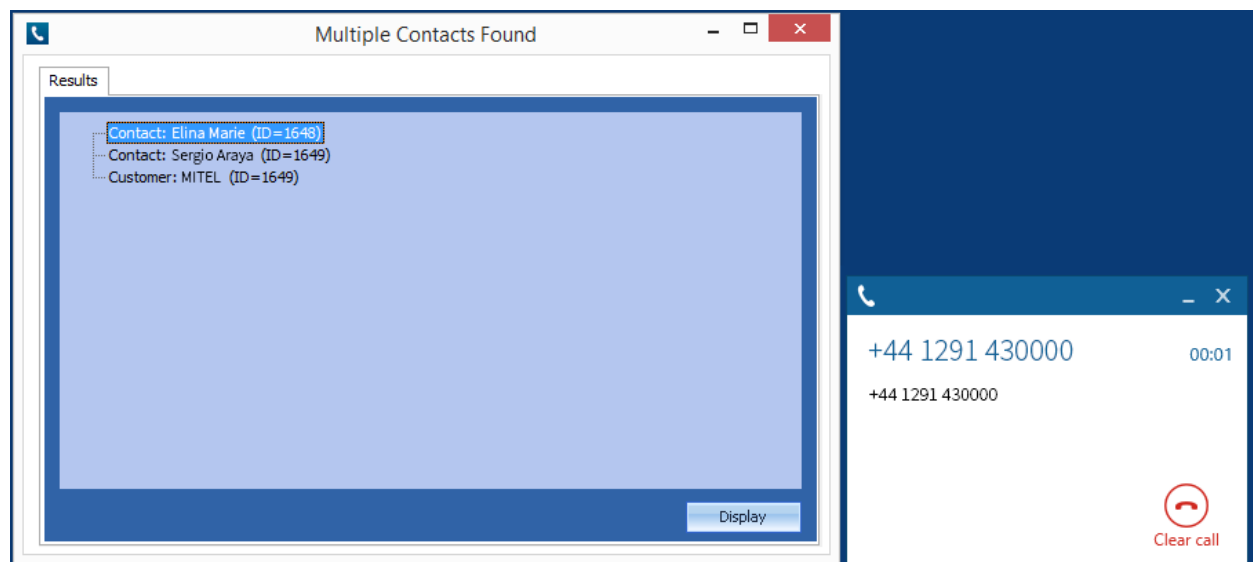 Multiple Contacts Found
Results
Contact: Elina Marie (ID=1648)
Contact: Sergio Araya (ID=1649)
Customer: MITEL (ID=1649)
Display
+44 1291 430000 00:01
+44 1291 430000
Clear call